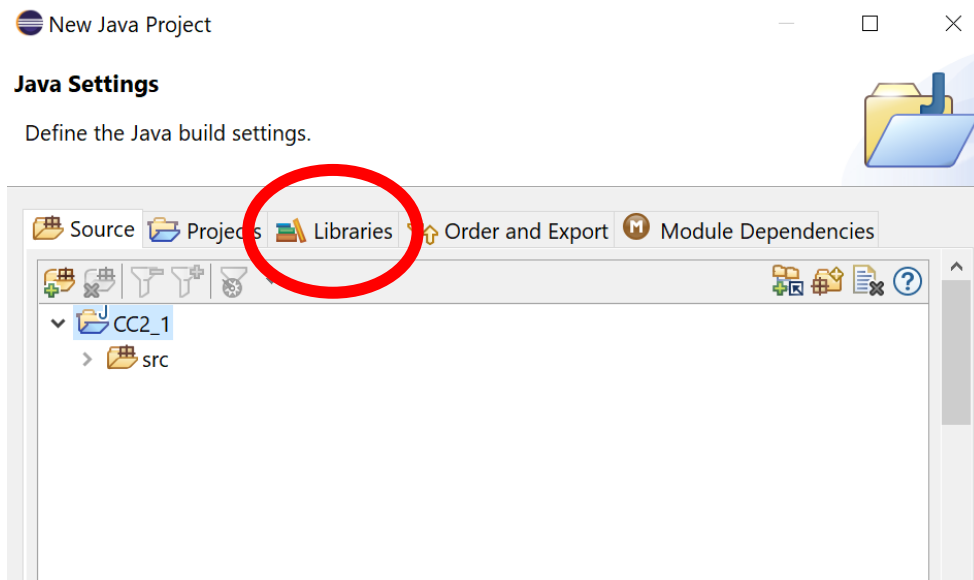 New Java Project
Java Settings
Define the Java build settings.
Source Projects Libraries Order and Export M Module Dependencies
CC2_1
src